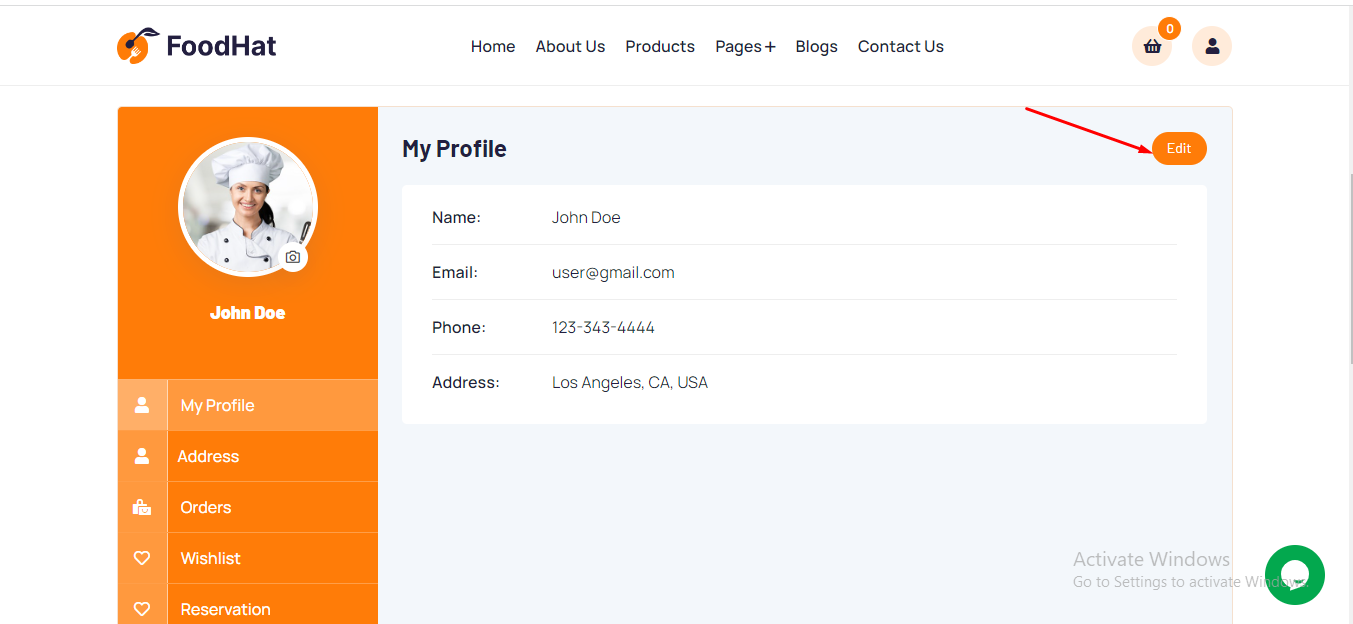 FoodHat
Home About Us Products Pages+ Blogs Contact Us
0
My Profile
Edit
Name: John Doe
Email: user@gmail.com
Phone: 123-343-4444
Address: Los Angeles, CA, USA
John Doe
My Profile
Address
Orders
Wishlist
Reservation
Activate Windows
Go to Settings to activate Windows.